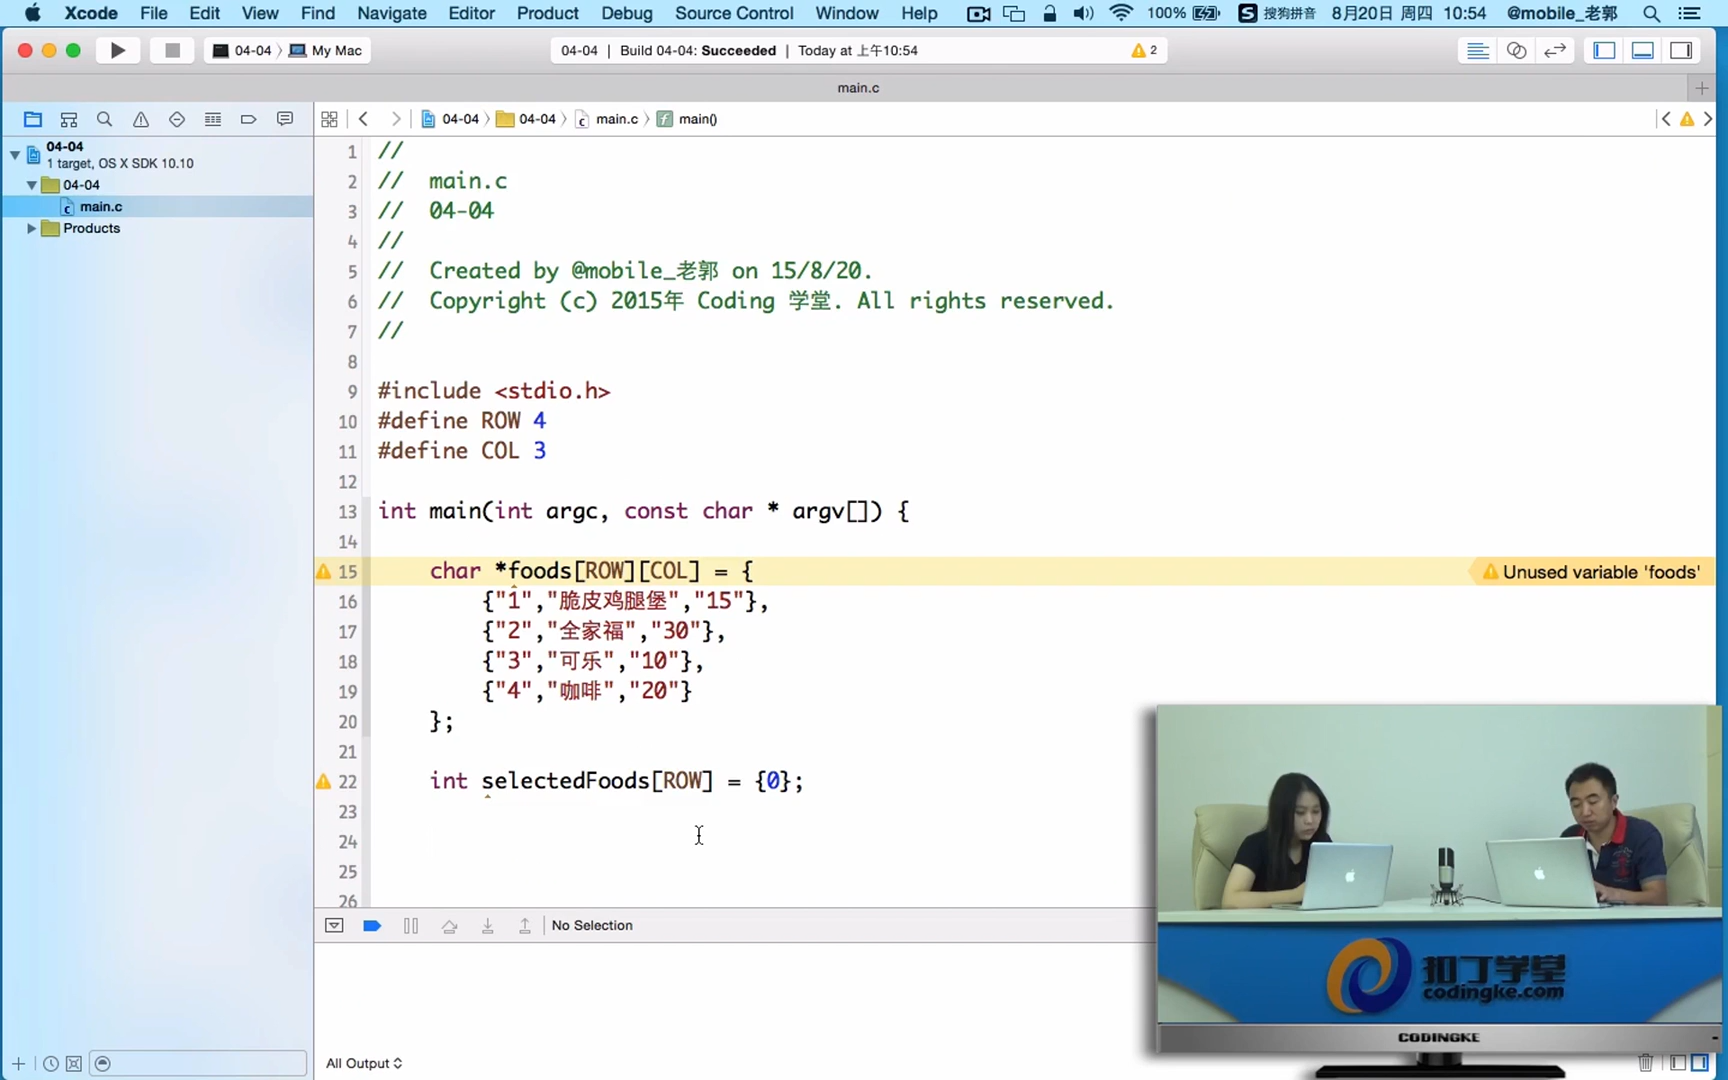 Xcode File Edit View Find Navigate Editor Product Debug Source Control Window Help 100% S 搜狗拼音 8月20日 周四 10:54 @mobile_老郭
04-04 My Mac 04-04 | Build 04-04: Succeeded | Today at 上午10:54 2
main.c
04-04 04-04 main.c main()
04-04
1 target, OS X SDK 10.10
04-04
main.c
Products
1 //
2 // main.c
3 // 04-04
4 //
5 // Created by @mobile_老郭 on 15/8/20.
6 // Copyright (c) 2015年 Coding 学堂. All rights reserved.
7 //
8
9 #include <stdio.h>
10 #define ROW 4
11 #define COL 3
12
13 int main(int argc, const char * argv[]) {
14
15 char *foods[ROW][COL] = { Unused variable 'foods'
16 {"1","脆皮鸡腿堡","15"},
17 {"2","全家福","30"},
18 {"3","可乐","10"},
19 {"4","咖啡","20"}
20 };
21
22 int selectedFoods[ROW] = {0};
23
24
25
26
No Selection
扣丁学堂
codingke.com
CODINGKE
All Output